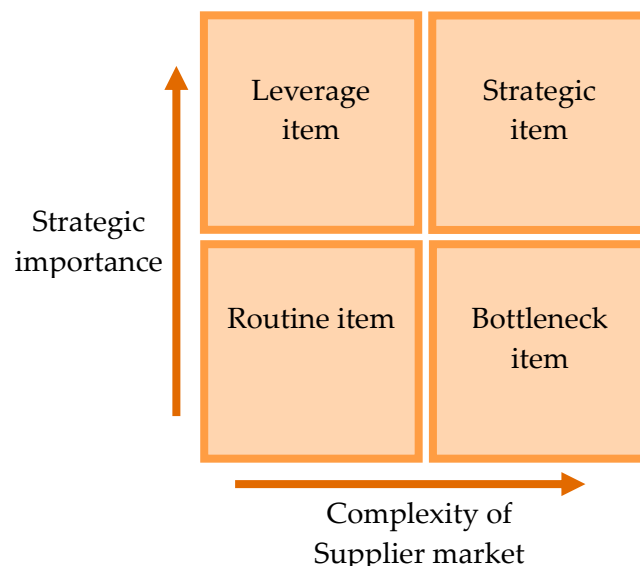 Leverage
item
Strategic
item
Strategic
importance
Routine item
Bottleneck
item
Complexity of
Supplier market